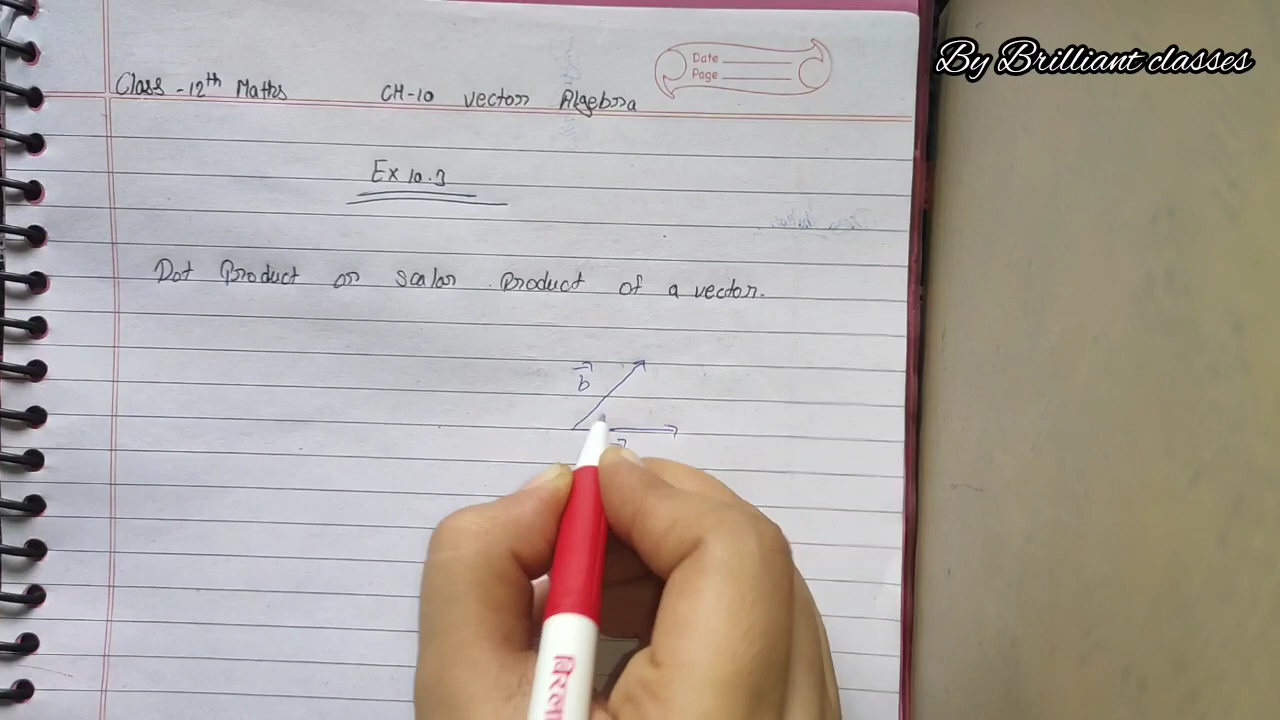 By Brilliant classes
Date
Page
Class - 12th Maths CH-10 vector Algebra
Ex 10.3
Dot Product or scalar Product of a vector.
b